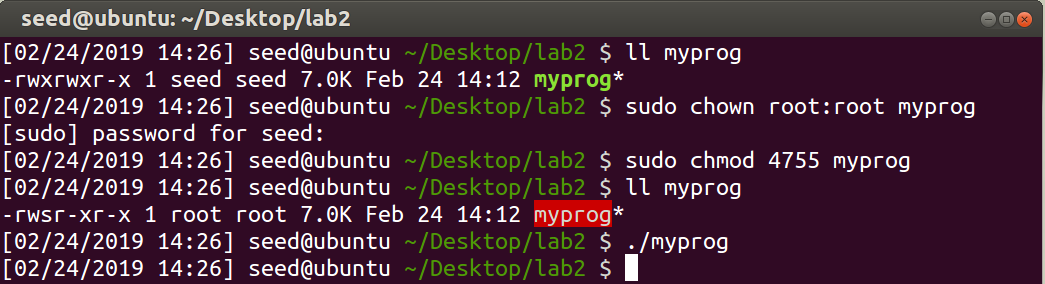 seed@ubuntu: ~/Desktop/lab2
[02/24/2019 14:26] seed@ubuntu ~/Desktop/lab2 $ ll myprog
-rwxrwxr-x 1 seed seed 7.0K Feb 24 14:12 myprog*
[02/24/2019 14:26] seed@ubuntu ~/Desktop/lab2 $ sudo chown root:root myprog
[sudo] password for seed:
[02/24/2019 14:26] seed@ubuntu ~/Desktop/lab2 $ sudo chmod 4755 myprog
[02/24/2019 14:26] seed@ubuntu ~/Desktop/lab2 $ ll myprog
-rwsr-xr-x 1 root root 7.0K Feb 24 14:12 myprog*
[02/24/2019 14:26] seed@ubuntu ~/Desktop/lab2 $ ./myprog
[02/24/2019 14:26] seed@ubuntu ~/Desktop/lab2 $